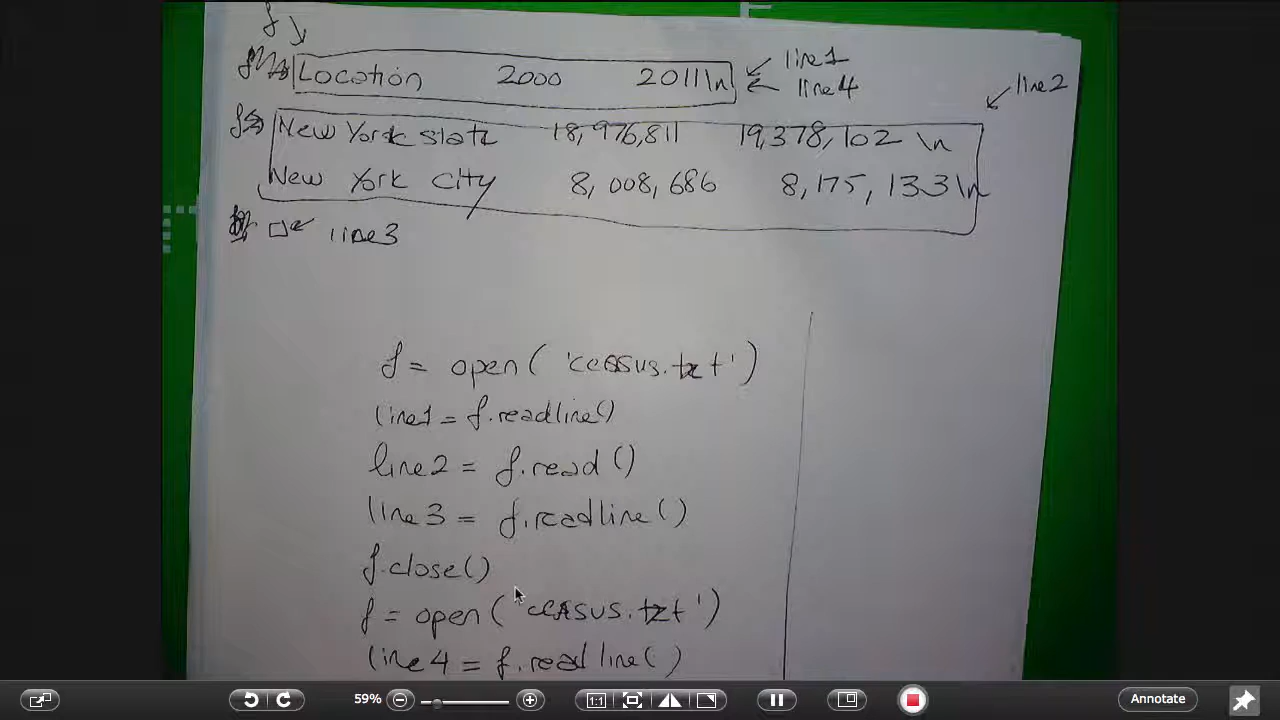 f
Location 2000 2011\n line1
line4
line2
f New York state 18,976,811 19,378,102 \n
New York City 8,008,686 8,175,133\n
line3
f = open( 'census.txt' )
line1 = f.readline()
line2 = f.read()
line3 = f.readline()
f.close()
f = open( 'census.txt' )
line4 = f.readline()
59% 1:1 Annotate